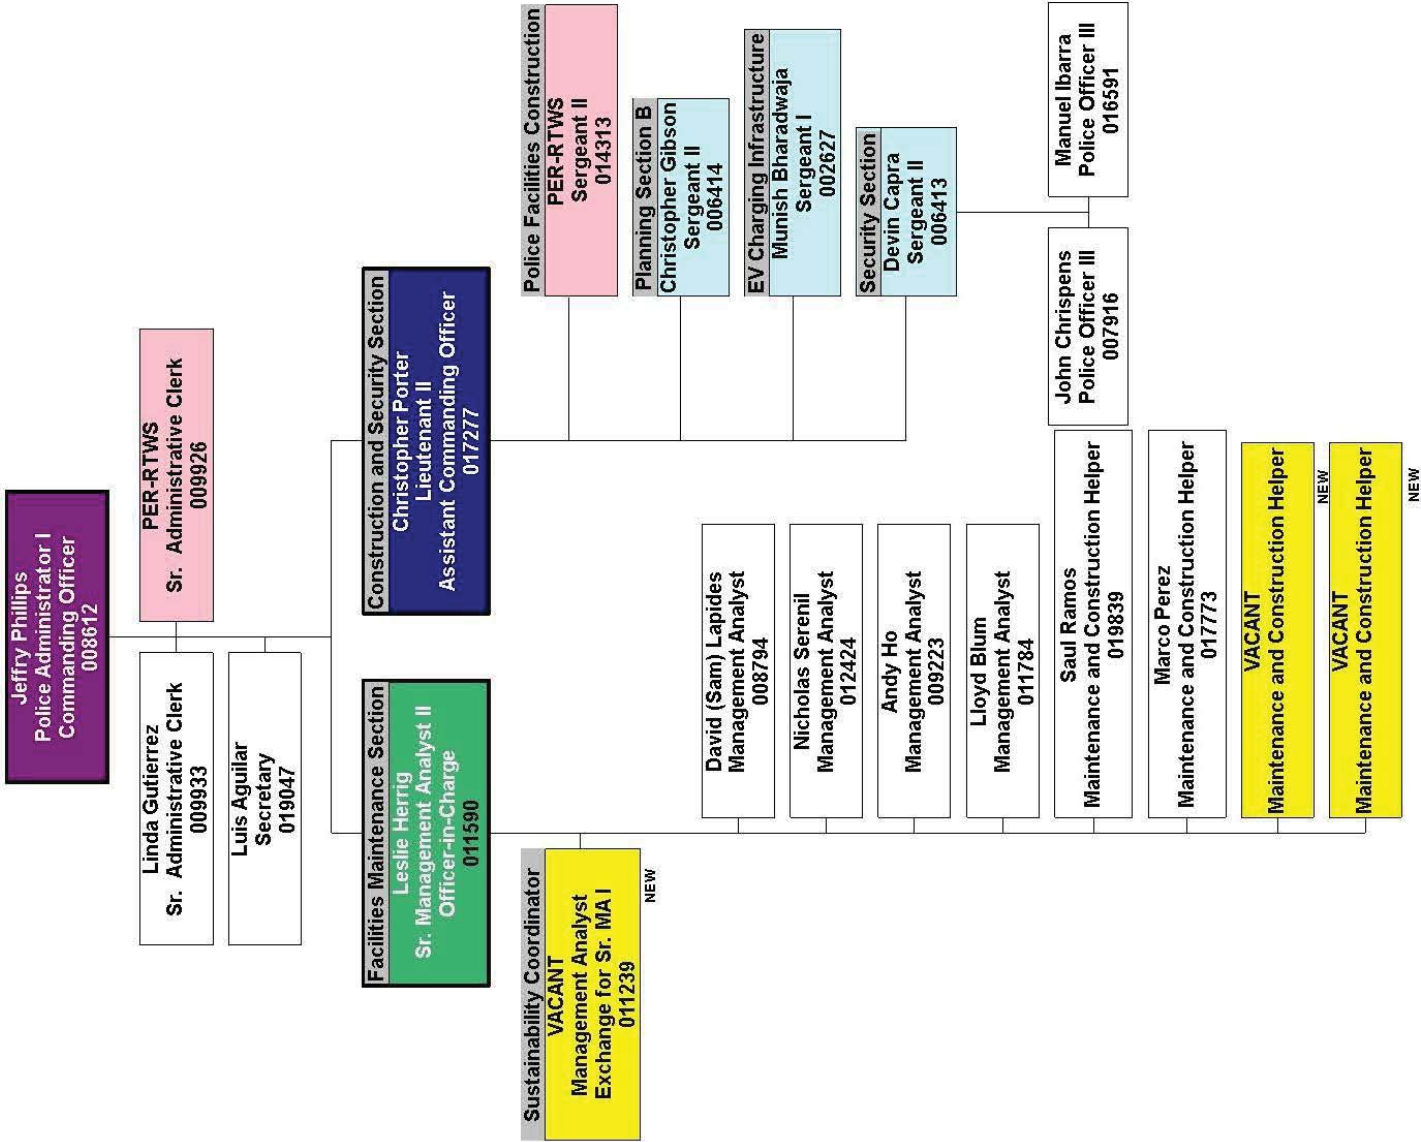 Jeffry Phillips
Police Administrator I
Commanding Officer
008612
Linda Gutierrez
Sr. Administrative Clerk
009933
PER-RTWS
Sr. Administrative Clerk
009926
Luis Aguilar
Secretary
019047
Facilities Maintenance Section
Leslie Herrig
Sr. Management Analyst II
Officer-in-Charge
011590
Construction and Security Section
Christopher Porter
Lieutenant II
Assistant Commanding Officer
017277
Sustainability Coordinator
VACANT
Management Analyst
Exchange for Sr. MA I
011239
NEW
David (Sam) Lapides
Management Analyst
008794
Nicholas Serenil
Management Analyst
012424
Andy Ho
Management Analyst
009223
Lloyd Blum
Management Analyst
011784
Saul Ramos
Maintenance and Construction Helper
019839
Marco Perez
Maintenance and Construction Helper
017773
VACANT
Maintenance and Construction Helper
NEW
VACANT
Maintenance and Construction Helper
NEW
Police Facilities Construction
PER-RTWS
Sergeant II
014313
Planning Section B
Christopher Gibson
Sergeant II
006414
EV Charging Infrastructure
Munish Bharadwaja
Sergeant I
002627
Security Section
Devin Capra
Sergeant II
006413
John Chrispens
Police Officer III
007916
Manuel Ibarra
Police Officer III
016591